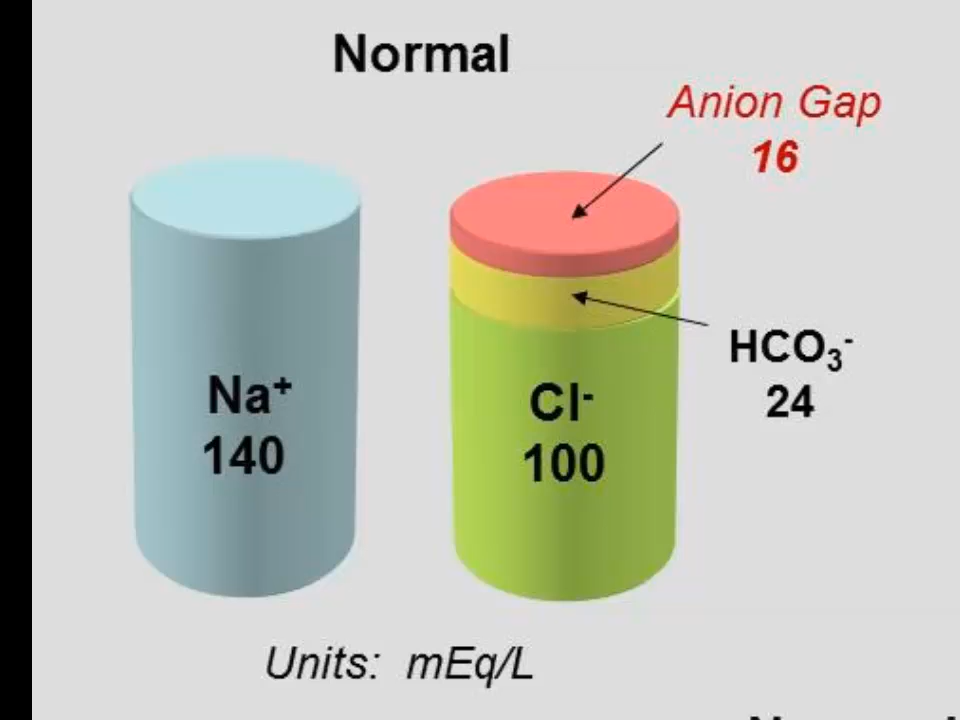 Normal
Anion Gap
16
HCO₃⁻
24
Na⁺
140
Cl⁻
100
Units: mEq/L